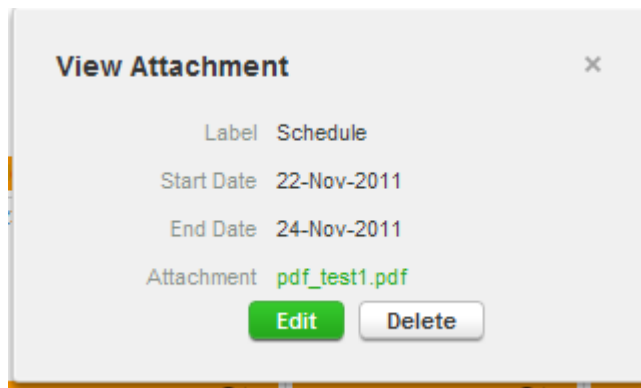 View Attachment ×
Label Schedule
Start Date 22-Nov-2011
End Date 24-Nov-2011
Attachment pdf_test1.pdf
Edit Delete